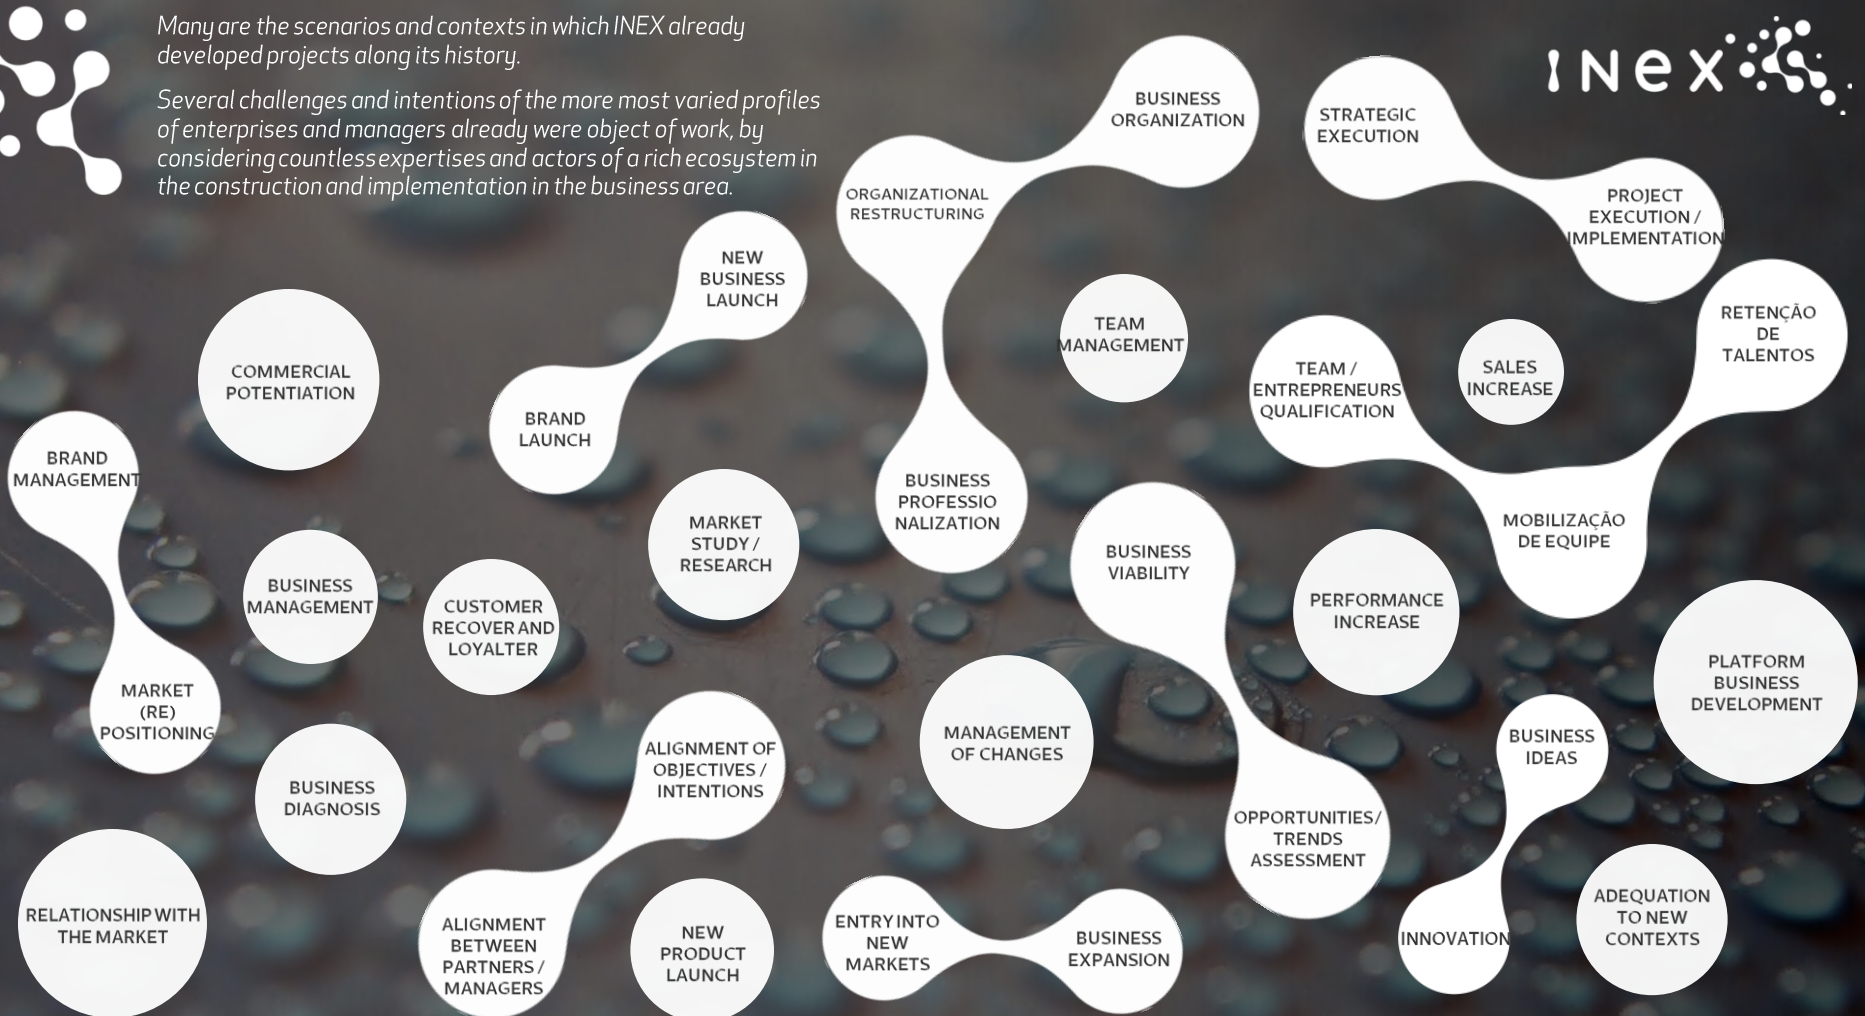 Many are the scenarios and contexts in which INEX already
developed projects along its history.
Several challenges and intentions of the more most varied profiles
of enterprises and managers already were object of work, by
considering countless expertises and actors of a rich ecosystem in
the construction and implementation in the business area.
INEX
BUSINESS
ORGANIZATION
ORGANIZATIONAL
RESTRUCTURING
BUSINESS
PROFESSIO
NALIZATION
STRATEGIC
EXECUTION
PROJECT
EXECUTION /
IMPLEMENTATION
NEW
BUSINESS
LAUNCH
BRAND
LAUNCH
COMMERCIAL
POTENTIATION
TEAM
MANAGEMENT
TEAM /
ENTREPRENEURS
QUALIFICATION
SALES
INCREASE
RETENÇÃO
DE
TALENTOS
MOBILIZAÇÃO
DE EQUIPE
BRAND
MANAGEMENT
MARKET
(RE)
POSITIONING
BUSINESS
MANAGEMENT
CUSTOMER
RECOVER AND
LOYALTER
MARKET
STUDY /
RESEARCH
BUSINESS
VIABILITY
OPPORTUNITIES/
TRENDS
ASSESSMENT
PERFORMANCE
INCREASE
PLATFORM
BUSINESS
DEVELOPMENT
BUSINESS
DIAGNOSIS
ALIGNMENT OF
OBJECTIVES /
INTENTIONS
ALIGNMENT
BETWEEN
PARTNERS /
MANAGERS
MANAGEMENT
OF CHANGES
BUSINESS
IDEAS
INNOVATION
RELATIONSHIP WITH
THE MARKET
NEW
PRODUCT
LAUNCH
ENTRY INTO
NEW
MARKETS
BUSINESS
EXPANSION
ADEQUATION
TO NEW
CONTEXTS